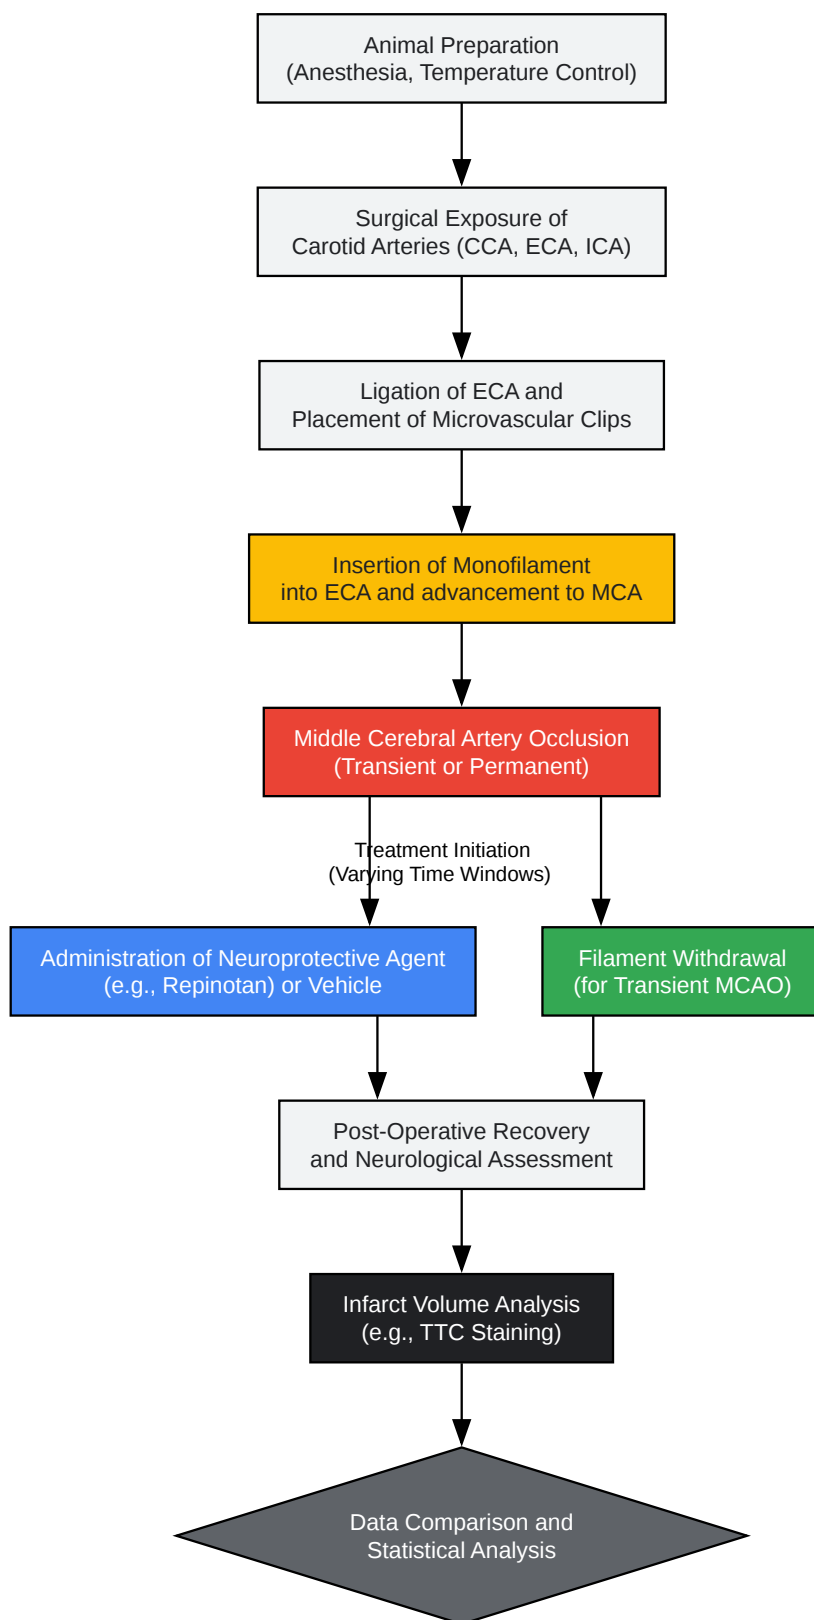 Animal Preparation
(Anesthesia, Temperature Control)
Surgical Exposure of
Carotid Arteries (CCA, ECA, ICA)
Ligation of ECA and
Placement of Microvascular Clips
Insertion of Monofilament
into ECA and advancement to MCA
Middle Cerebral Artery Occlusion
(Transient or Permanent)
Treatment Initiation
(Varying Time Windows)
Administration of Neuroprotective Agent
(e.g., Repinotan) or Vehicle
Filament Withdrawal
(for Transient MCAO)
Post-Operative Recovery
and Neurological Assessment
Infarct Volume Analysis
(e.g., TTC Staining)
Data Comparison and
Statistical Analysis